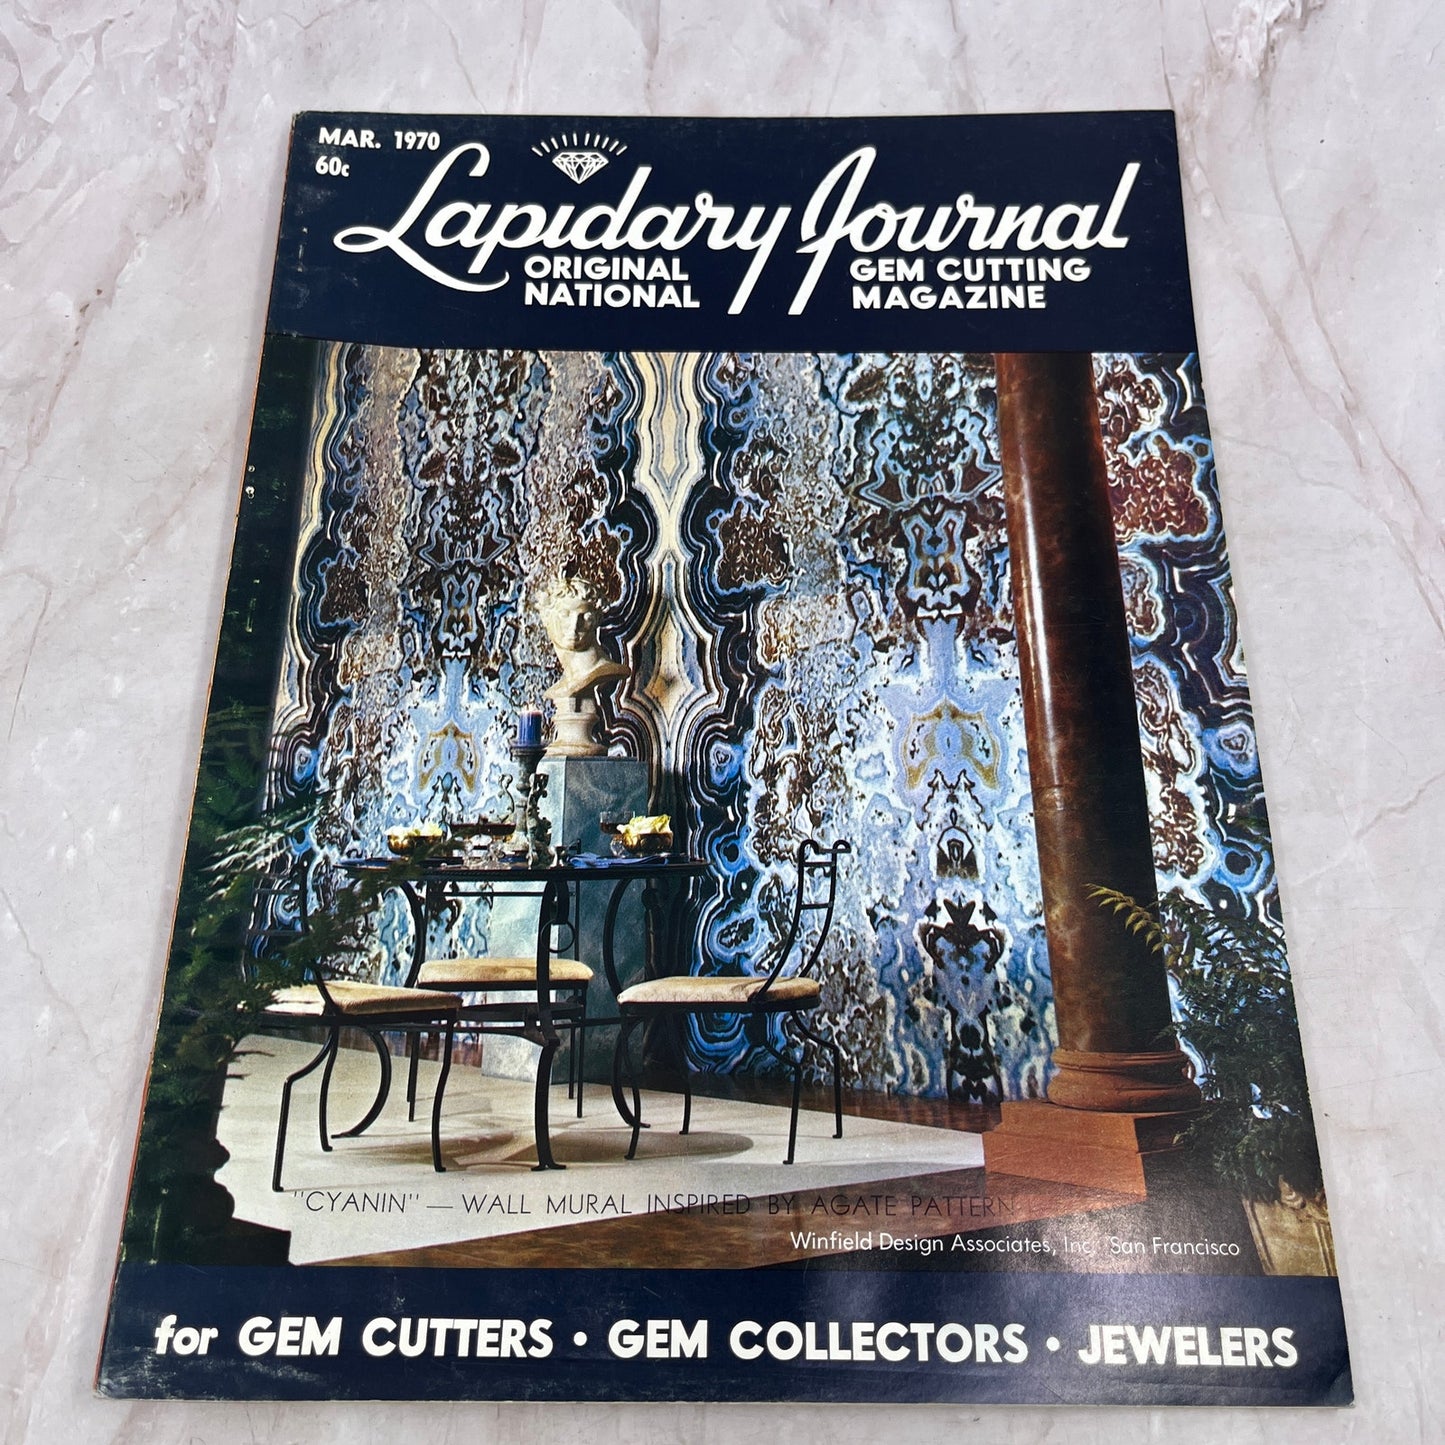 MAR. 1970
60c
Lapidary Journal
ORIGINAL NATIONAL
GEM CUTTING MAGAZINE
"CYANIN" — WALL MURAL INSPIRED BY AGATE PATTERN
Winfield Design Associates, Inc. San Francisco
for GEM CUTTERS • GEM COLLECTORS • JEWELERS